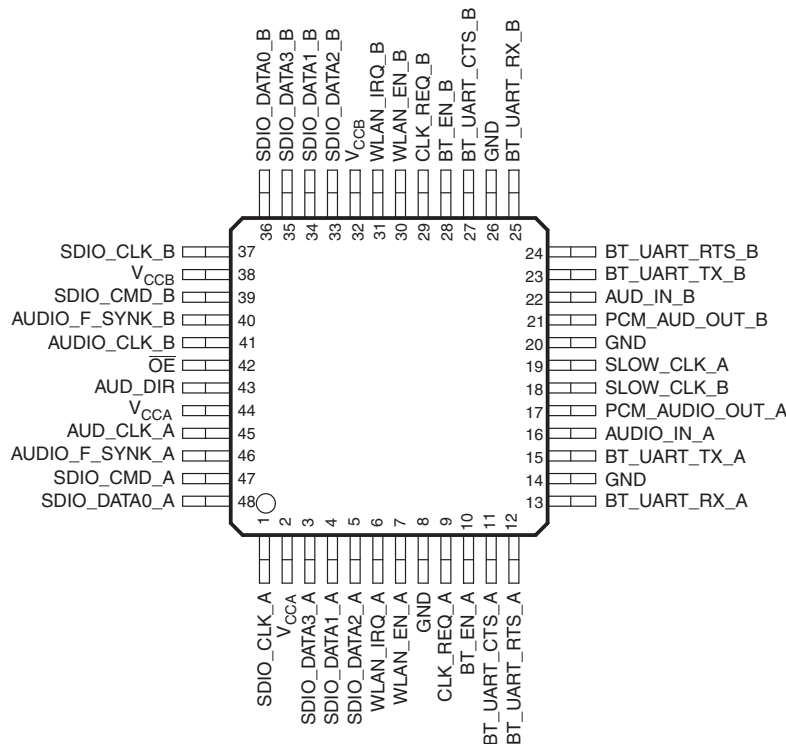 SDIO_DATA0_B
SDIO_DATA3_B
SDIO_DATA1_B
SDIO_DATA2_B
VCCB
WLAN_IRQ_B
WLAN_EN_B
CLK_REQ_B
BT_EN_B
BT_UART_CTS_B
GND
BT_UART_RX_B
36 35 34 33 32 31 30 29 28 27 26 25
SDIO_CLK_B 37
VCCB 38
SDIO_CMD_B 39
AUDIO_F_SYNK_B 40
AUDIO_CLK_B 41
OE 42
AUD_DIR 43
VCCA 44
AUD_CLK_A 45
AUDIO_F_SYNK_A 46
SDIO_CMD_A 47
SDIO_DATA0_A 48
24 BT_UART_RTS_B
23 BT_UART_TX_B
22 AUD_IN_B
21 PCM_AUD_OUT_B
20 GND
19 SLOW_CLK_A
18 SLOW_CLK_B
17 PCM_AUDIO_OUT_A
16 AUDIO_IN_A
15 BT_UART_TX_A
14 GND
13 BT_UART_RX_A
1 2 3 4 5 6 7 8 9 10 11 12
SDIO_CLK_A
VCCA
SDIO_DATA3_A
SDIO_DATA1_A
SDIO_DATA2_A
WLAN_IRQ_A
WLAN_EN_A
GND
CLK_REQ_A
BT_EN_A
BT_UART_CTS_A
BT_UART_RTS_A